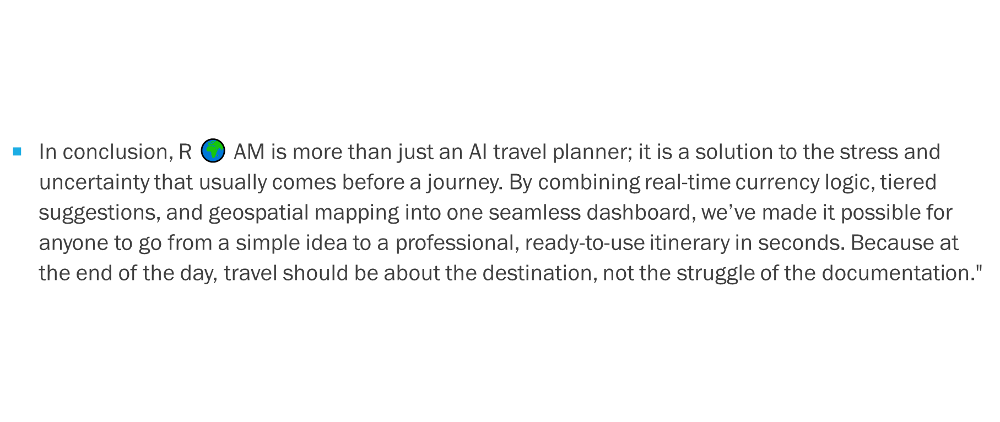 ▪ In conclusion, R 🌍 AM is more than just an AI travel planner; it is a solution to the stress and
uncertainty that usually comes before a journey. By combining real-time currency logic, tiered
suggestions, and geospatial mapping into one seamless dashboard, we’ve made it possible for
anyone to go from a simple idea to a professional, ready-to-use itinerary in seconds. Because at
the end of the day, travel should be about the destination, not the struggle of the documentation."